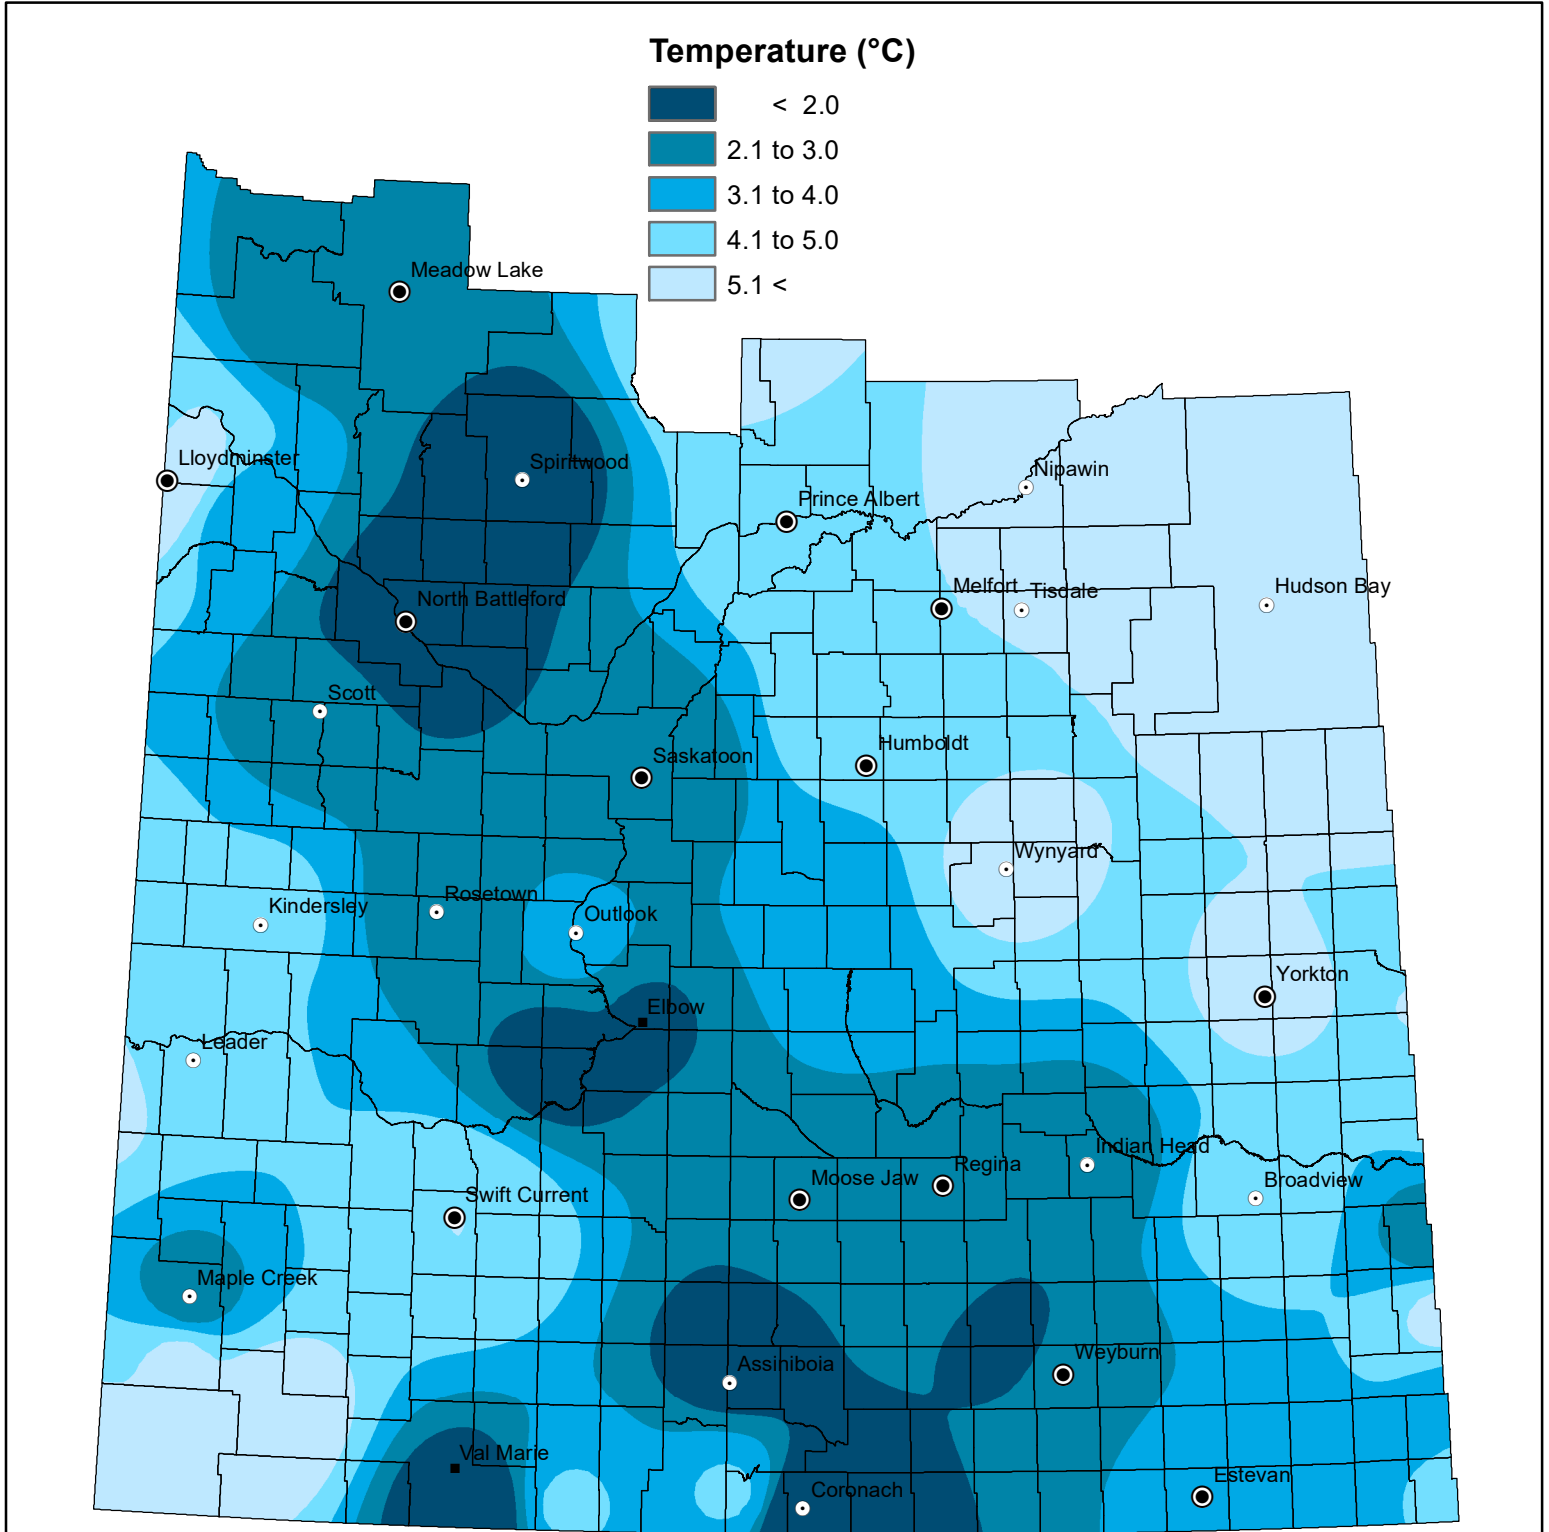 Temperature (°C)
< 2.0
2.1 to 3.0
3.1 to 4.0
4.1 to 5.0
5.1 <
Meadow Lake
Lloydminster
Spiritwood
Nipawin
Prince Albert
Melfort
Tisdale
Hudson Bay
North Battleford
Scott
Saskatoon
Humboldt
Wynyard
Rosetown
Kindersley
Outlook
Yorkton
Elbow
Leader
Indian Head
Regina
Moose Jaw
Broadview
Swift Current
Maple Creek
Weyburn
Assiniboia
Val Marie
Estevan
Coronach